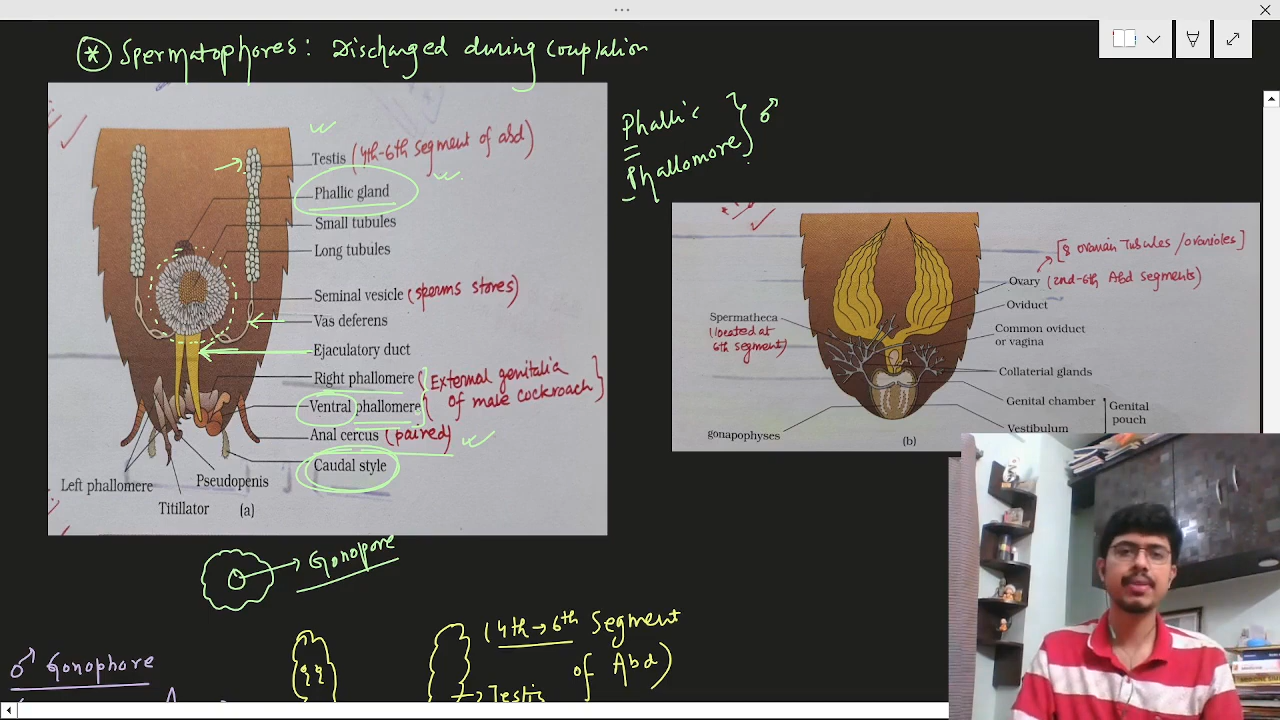 * Spermatophores: Discharged during couplation
Testis (4th-6th segment of abd)
Phallic gland
Small tubules
Long tubules
Seminal vesicle (sperms stores)
Vas deferens
Ejaculatory duct
Right phallomere
Ventral phallomere
(External genitalia
of male cockroach)
Anal cercus (paired)
Caudal style
Left phallomere
Pseudopenis
Titillator
(a)
Phallic
Phallomore
♂
[8 ovarian Tubules/ovarioles]
Ovary (2nd-6th Abd segments)
Oviduct
Spermatheca
(located at
6th segment)
Common oviduct
or vagina
Collaterial glands
Genital chamber
Genital
pouch
Vestibulum
gonapophyses
(b)
Gonopore
♂ Gonophore
(4th → 6th Segment
of Abd)
Testis